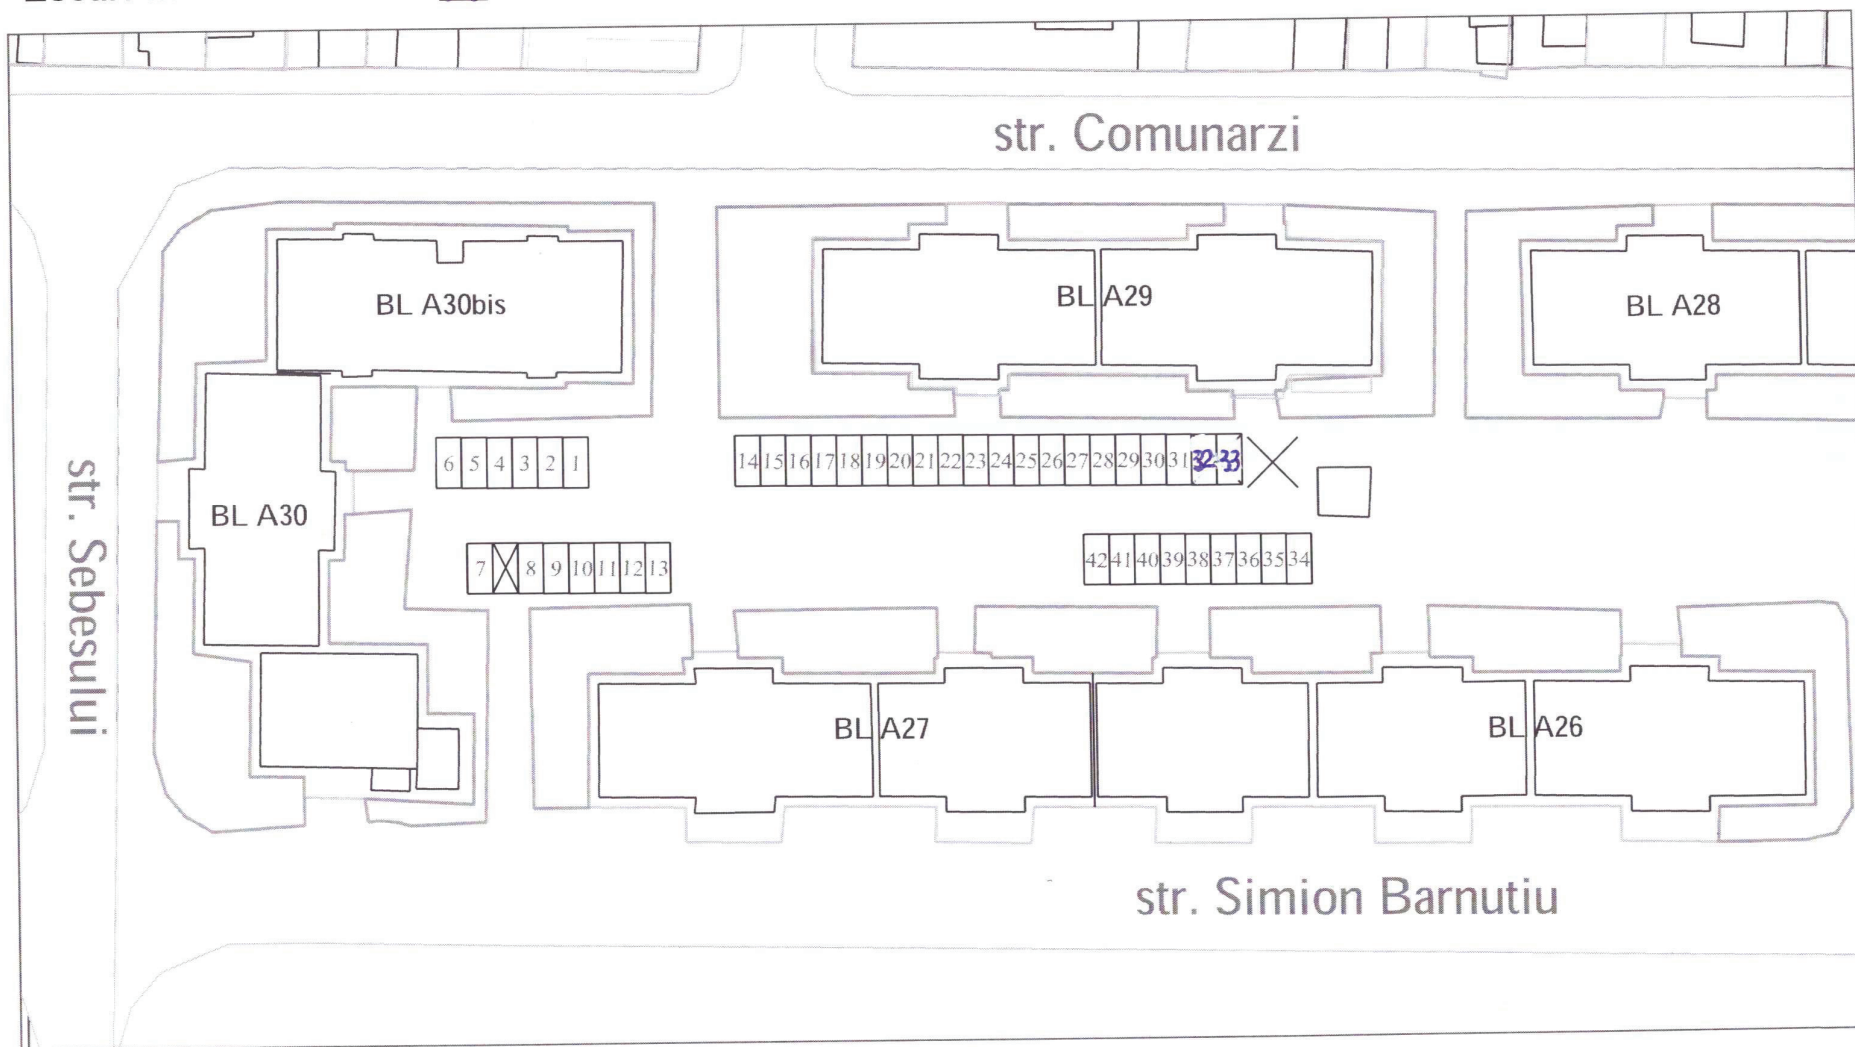 str. Comunarzi
BL A30bis
BL A29
BL A28
6 5 4 3 2 1
14 15 16 17 18 19 20 21 22 23 24 25 26 27 28 29 30 31 32 33
str. Sebesului
BL A30
7 8 9 10 11 12 13
42 41 40 39 38 37 36 35 34
BL A27
BL A26
str. Simion Barnutiu